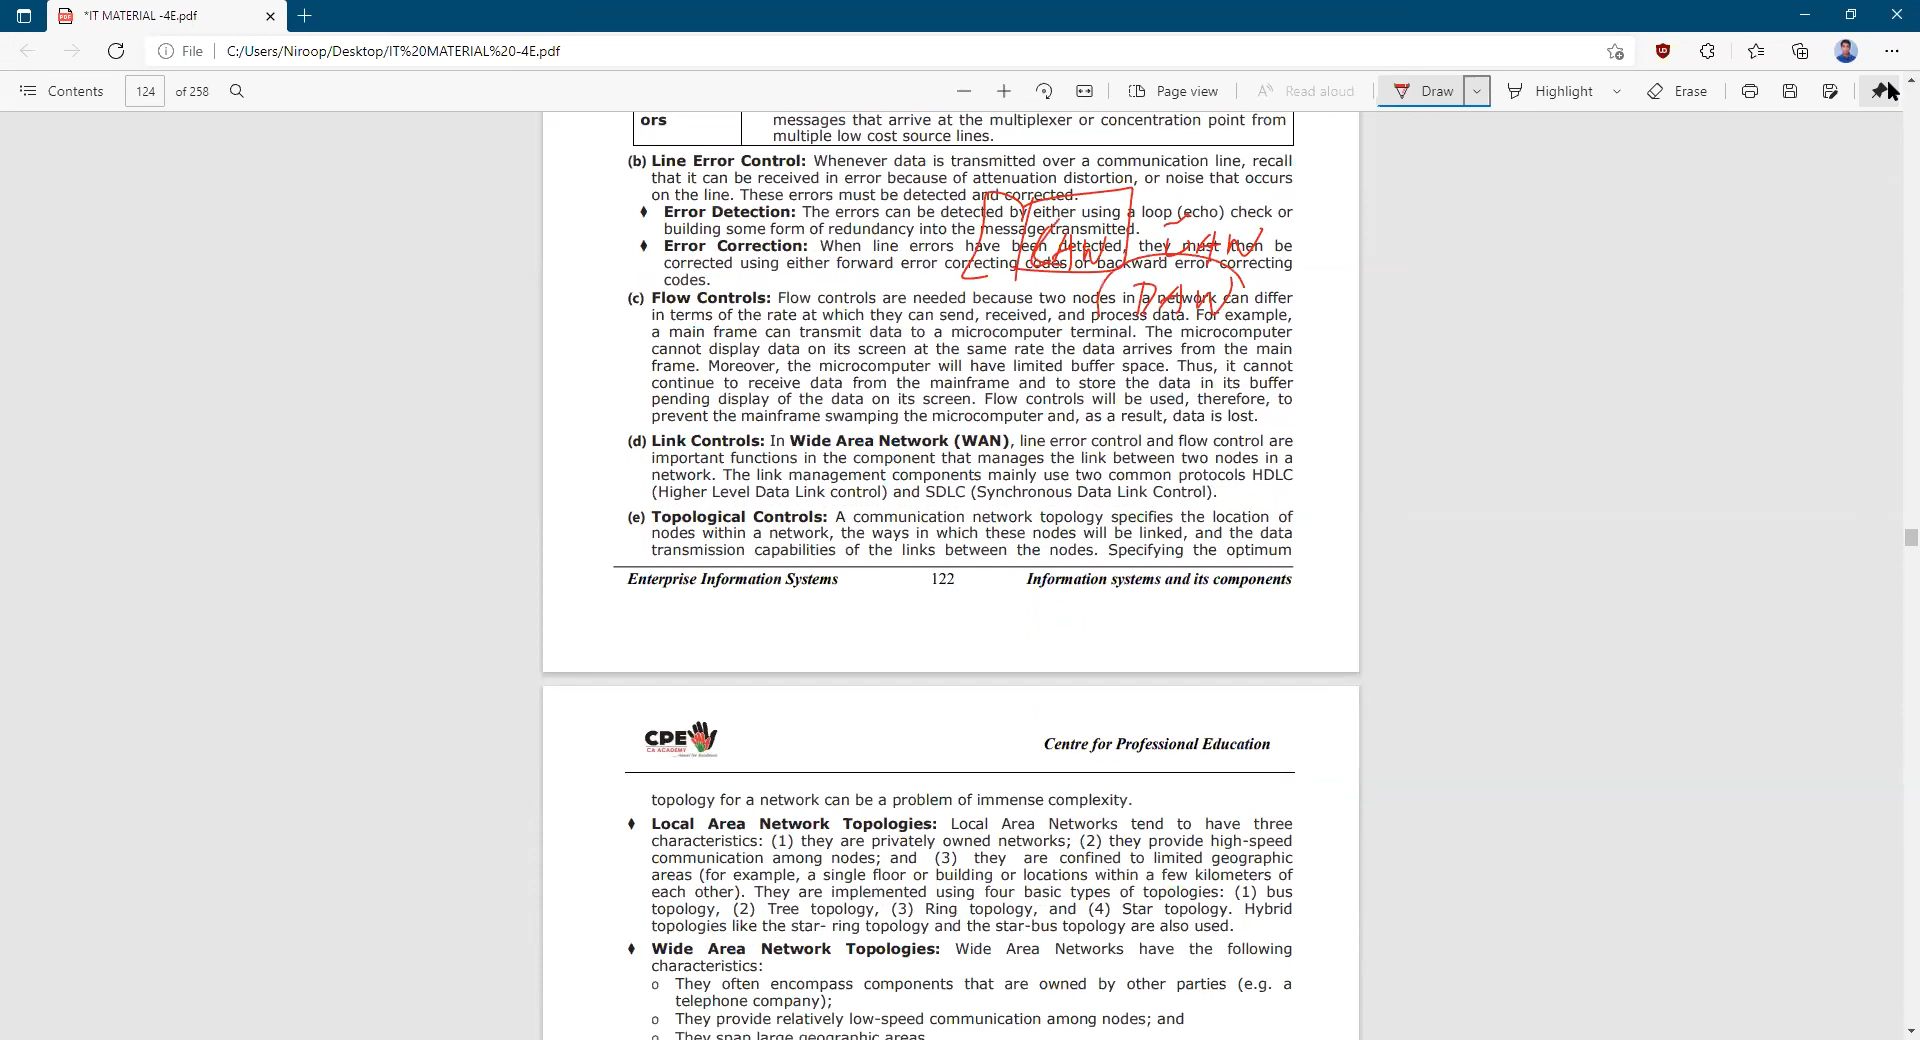 *IT MATERIAL -4E.pdf
File C:/Users/Niroop/Desktop/IT%20MATERIAL%20-4E.pdf
Contents 124 of 258 Page view Read aloud Draw Highlight Erase
ors messages that arrive at the multiplexer or concentration point from
multiple low cost source lines.
(b) Line Error Control: Whenever data is transmitted over a communication line, recall
that it can be received in error because of attenuation distortion, or noise that occurs
on the line. These errors must be detected and corrected.
♦ Error Detection: The errors can be detected by either using a loop (echo) check or
building some form of redundancy into the message transmitted.
♦ Error Correction: When line errors have been detected, they must then be
corrected using either forward error correcting codes or backward error correcting
codes.
(c) Flow Controls: Flow controls are needed because two nodes in a network can differ
in terms of the rate at which they can send, received, and process data. For example,
a main frame can transmit data to a microcomputer terminal. The microcomputer
cannot display data on its screen at the same rate the data arrives from the main
frame. Moreover, the microcomputer will have limited buffer space. Thus, it cannot
continue to receive data from the mainframe and to store the data in its buffer
pending display of the data on its screen. Flow controls will be used, therefore, to
prevent the mainframe swamping the microcomputer and, as a result, data is lost.
(d) Link Controls: In Wide Area Network (WAN), line error control and flow control are
important functions in the component that manages the link between two nodes in a
network. The link management components mainly use two common protocols HDLC
(Higher Level Data Link control) and SDLC (Synchronous Data Link Control).
(e) Topological Controls: A communication network topology specifies the location of
nodes within a network, the ways in which these nodes will be linked, and the data
transmission capabilities of the links between the nodes. Specifying the optimum
Enterprise Information Systems 122 Information systems and its components
CPE
CA ACADEMY
Centre for Professional Education
topology for a network can be a problem of immense complexity.
♦ Local Area Network Topologies: Local Area Networks tend to have three
characteristics: (1) they are privately owned networks; (2) they provide high-speed
communication among nodes; and (3) they are confined to limited geographic
areas (for example, a single floor or building or locations within a few kilometers of
each other). They are implemented using four basic types of topologies: (1) bus
topology, (2) Tree topology, (3) Ring topology, and (4) Star topology. Hybrid
topologies like the star- ring topology and the star-bus topology are also used.
♦ Wide Area Network Topologies: Wide Area Networks have the following
characteristics:
o They often encompass components that are owned by other parties (e.g. a
telephone company);
o They provide relatively low-speed communication among nodes; and
o They span large geographic areas